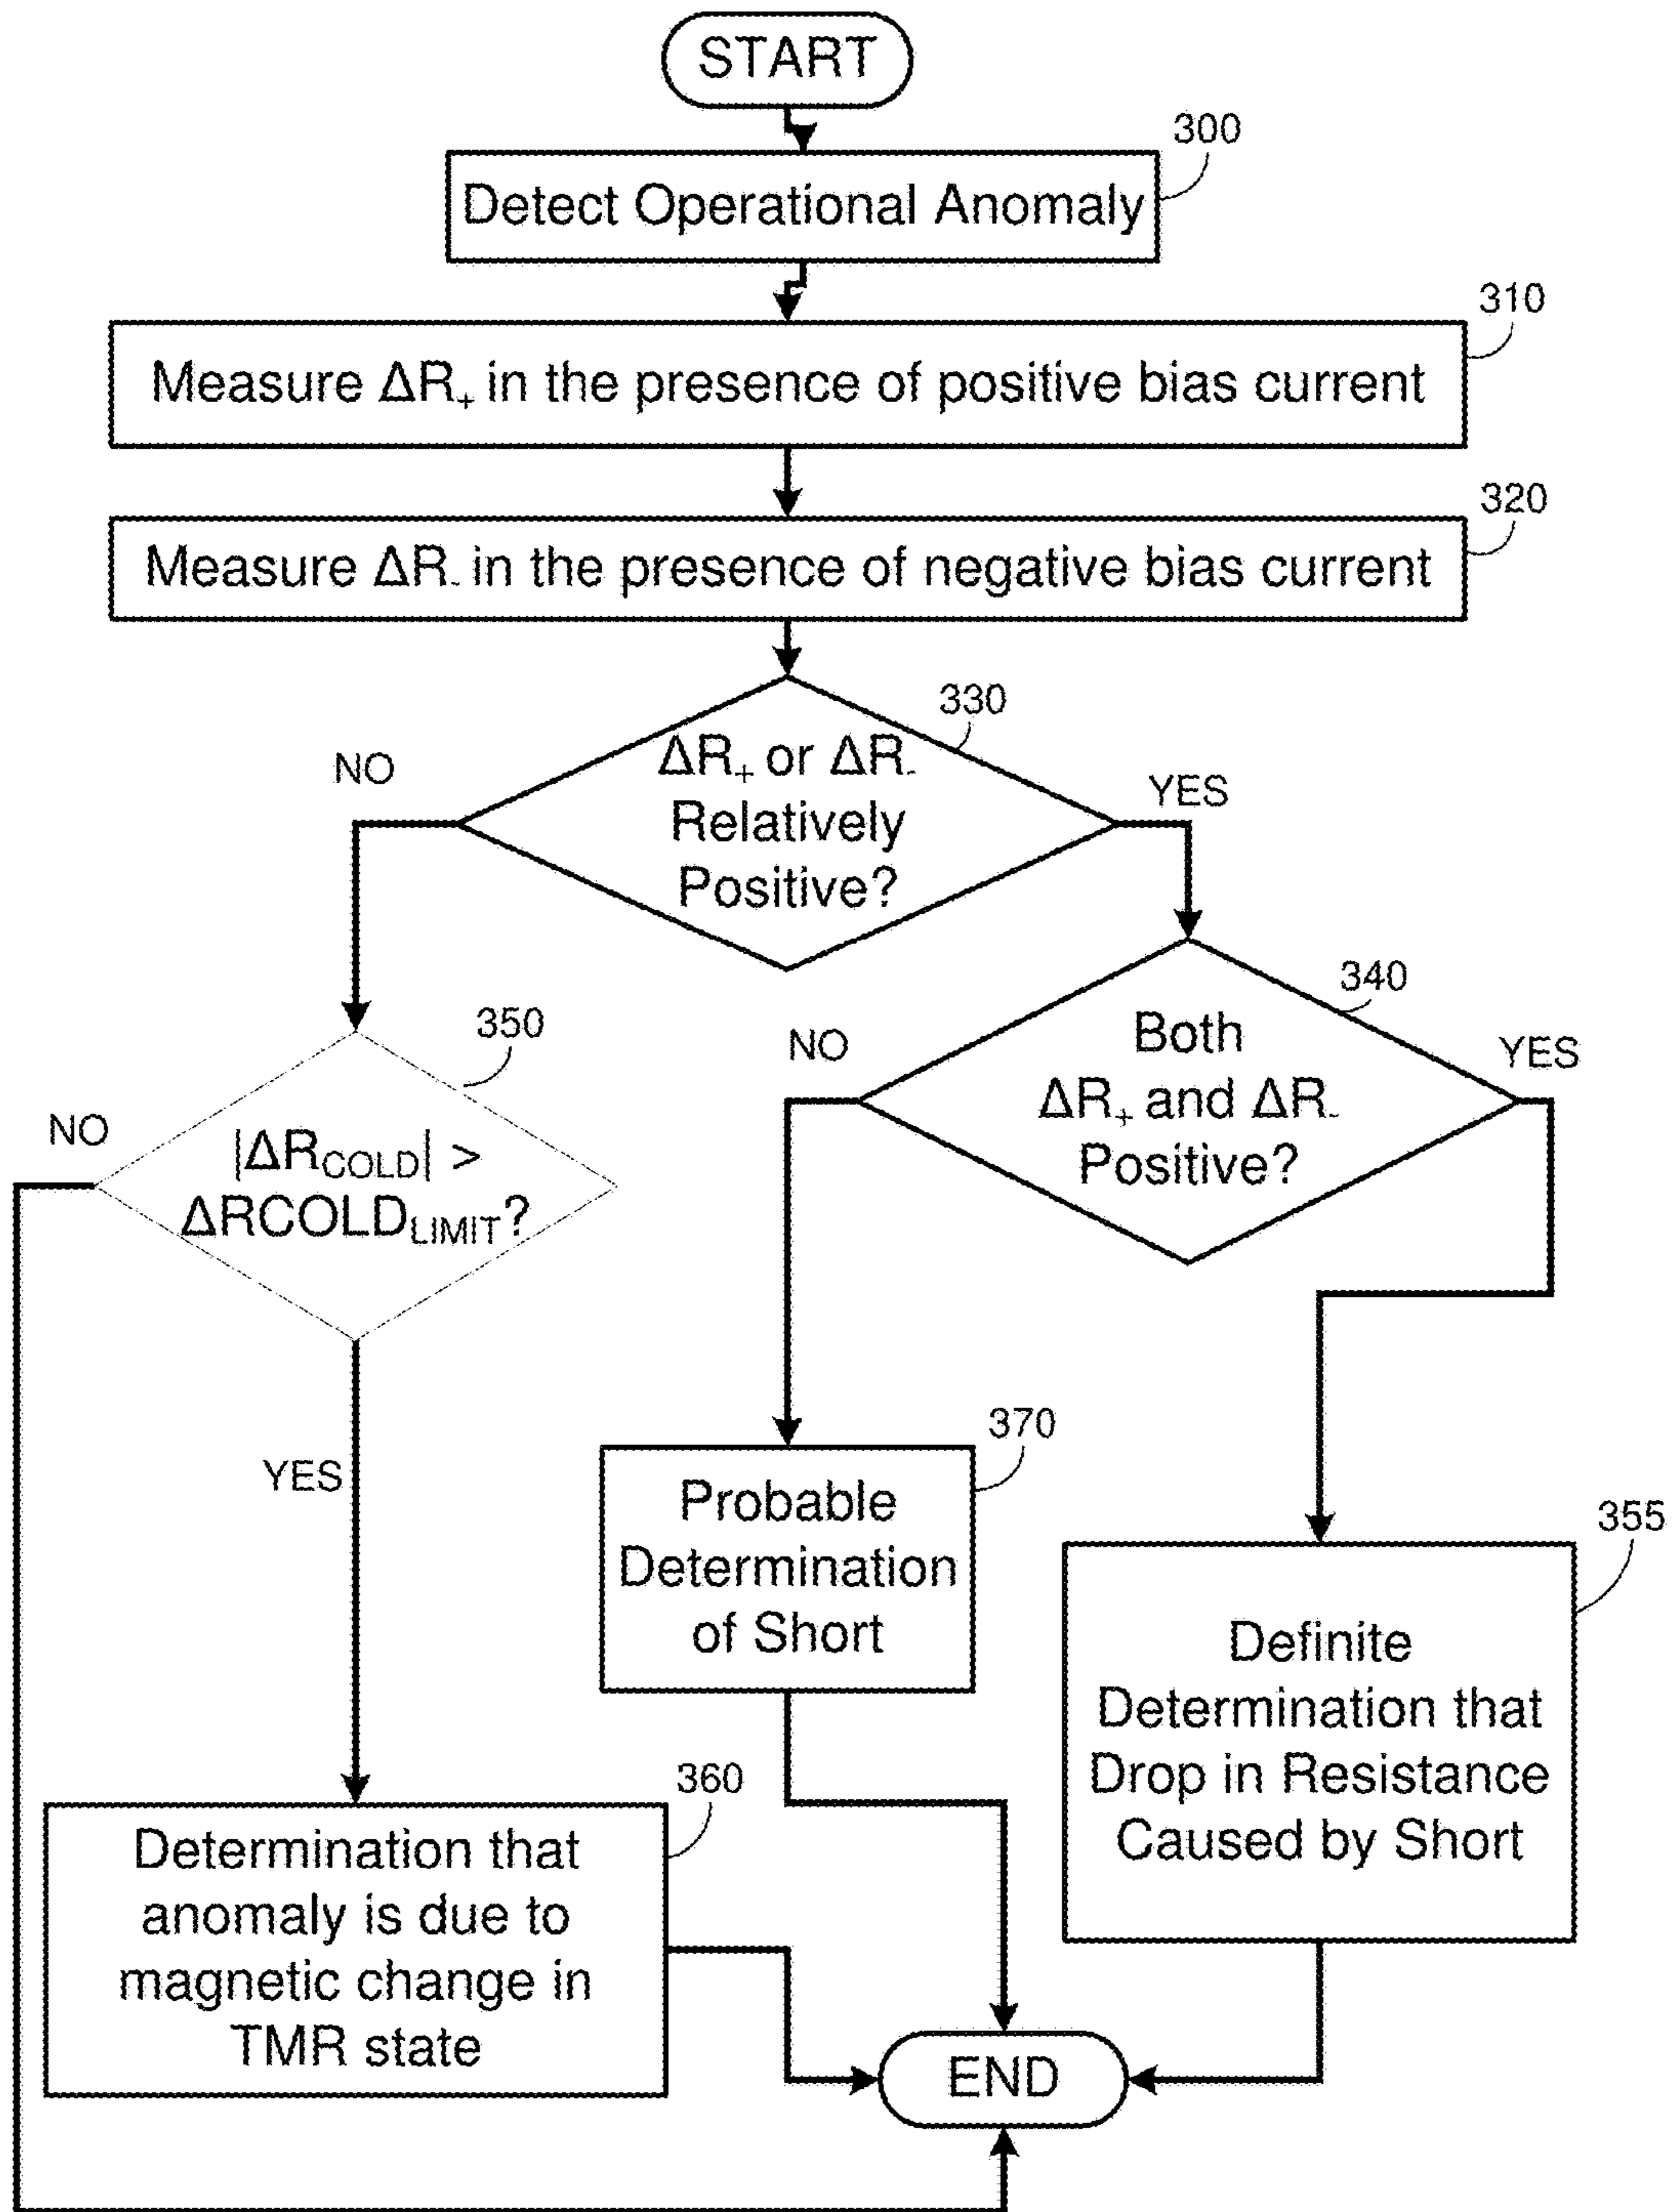 START
300
Detect Operational Anomaly
310
Measure ΔR₊ in the presence of positive bias current
320
Measure ΔR₋ in the presence of negative bias current
330
NO
YES
ΔR₊ or ΔR₋
Relatively
Positive?
340
350
NO
YES
Both
ΔR₊ and ΔR₋
Positive?
NO
|ΔR_COLD| >
ΔRCOLD_LIMIT?
YES
370
Probable
Determination
of Short
355
Definite
Determination that
Drop in Resistance
Caused by Short
360
Determination that
anomaly is due to
magnetic change in
TMR state
END